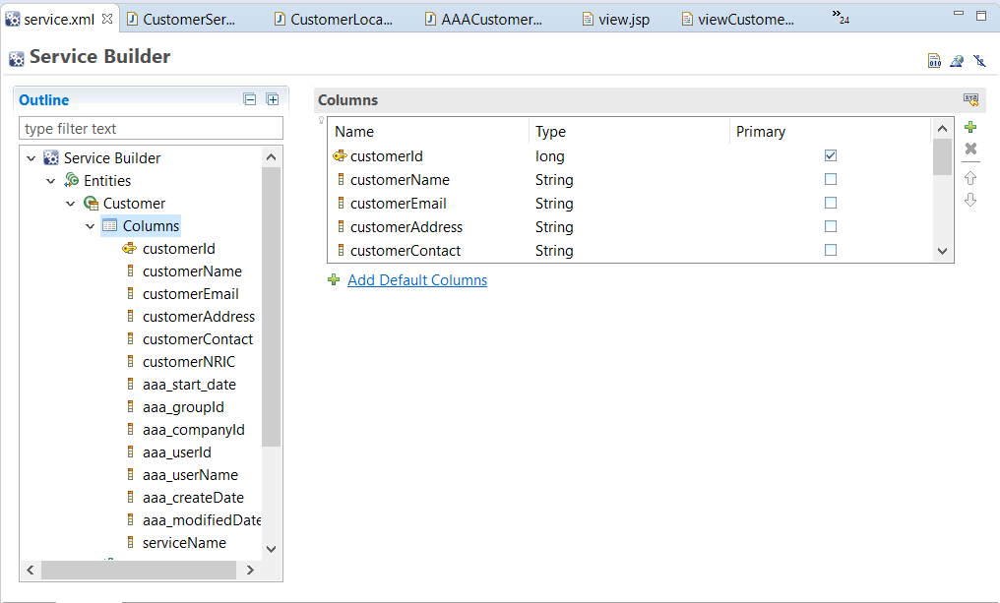 service.xml CustomerSer... CustomerLoca... AAACustomer... view.jsp viewCustome... »24
Service Builder
Outline
type filter text
Service Builder
Entities
Customer
Columns
customerId
customerName
customerEmail
customerAddress
customerContact
customerNRIC
aaa_start_date
aaa_groupId
aaa_companyId
aaa_userId
aaa_userName
aaa_createDate
aaa_modifiedDate
serviceName
Columns
Name Type Primary
customerId long
customerName String
customerEmail String
customerAddress String
customerContact String
Add Default Columns